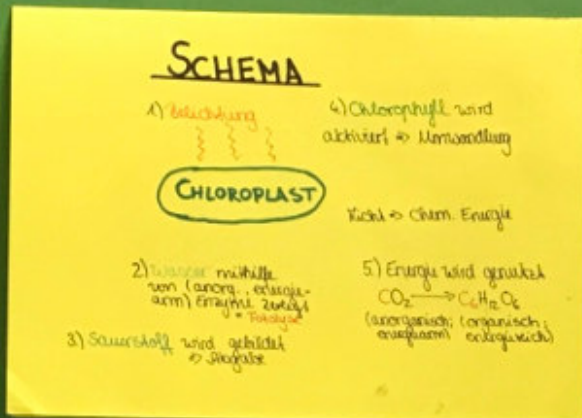 SCHEMA
1) Belichtung
CHLOROPLAST
2) Wasser mithilfe
von (anorg., energie-
arm) Enzyme zerlegt
= Fotolyse
3) Sauerstoff wird gebildet
⇒ Abgabe
4) Chlorophyll wird
aktiviert ⇒ Umwandlung
Licht ⇒ Chem. Energie
5) Energie wird genutzt
CO₂ → C₆H₁₂O₆
(anorganisch; (organisch;
energiearm) energiereich)